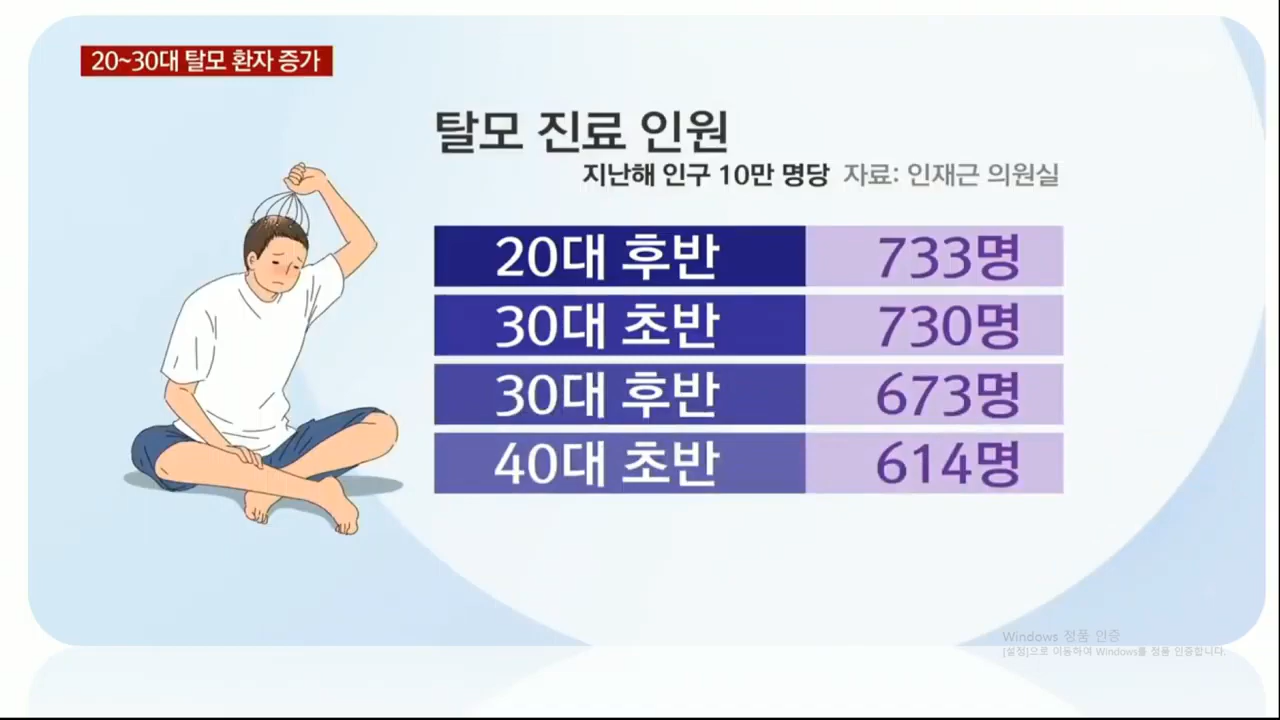 20~30대 탈모 환자 증가
탈모 진료 인원
지난해 인구 10만 명당 자료: 인재근 의원실
20대 후반 733명
30대 초반 730명
30대 후반 673명
40대 초반 614명
Windows 정품 인증
[설정]으로 이동하여 Windows를 정품 인증합니다.